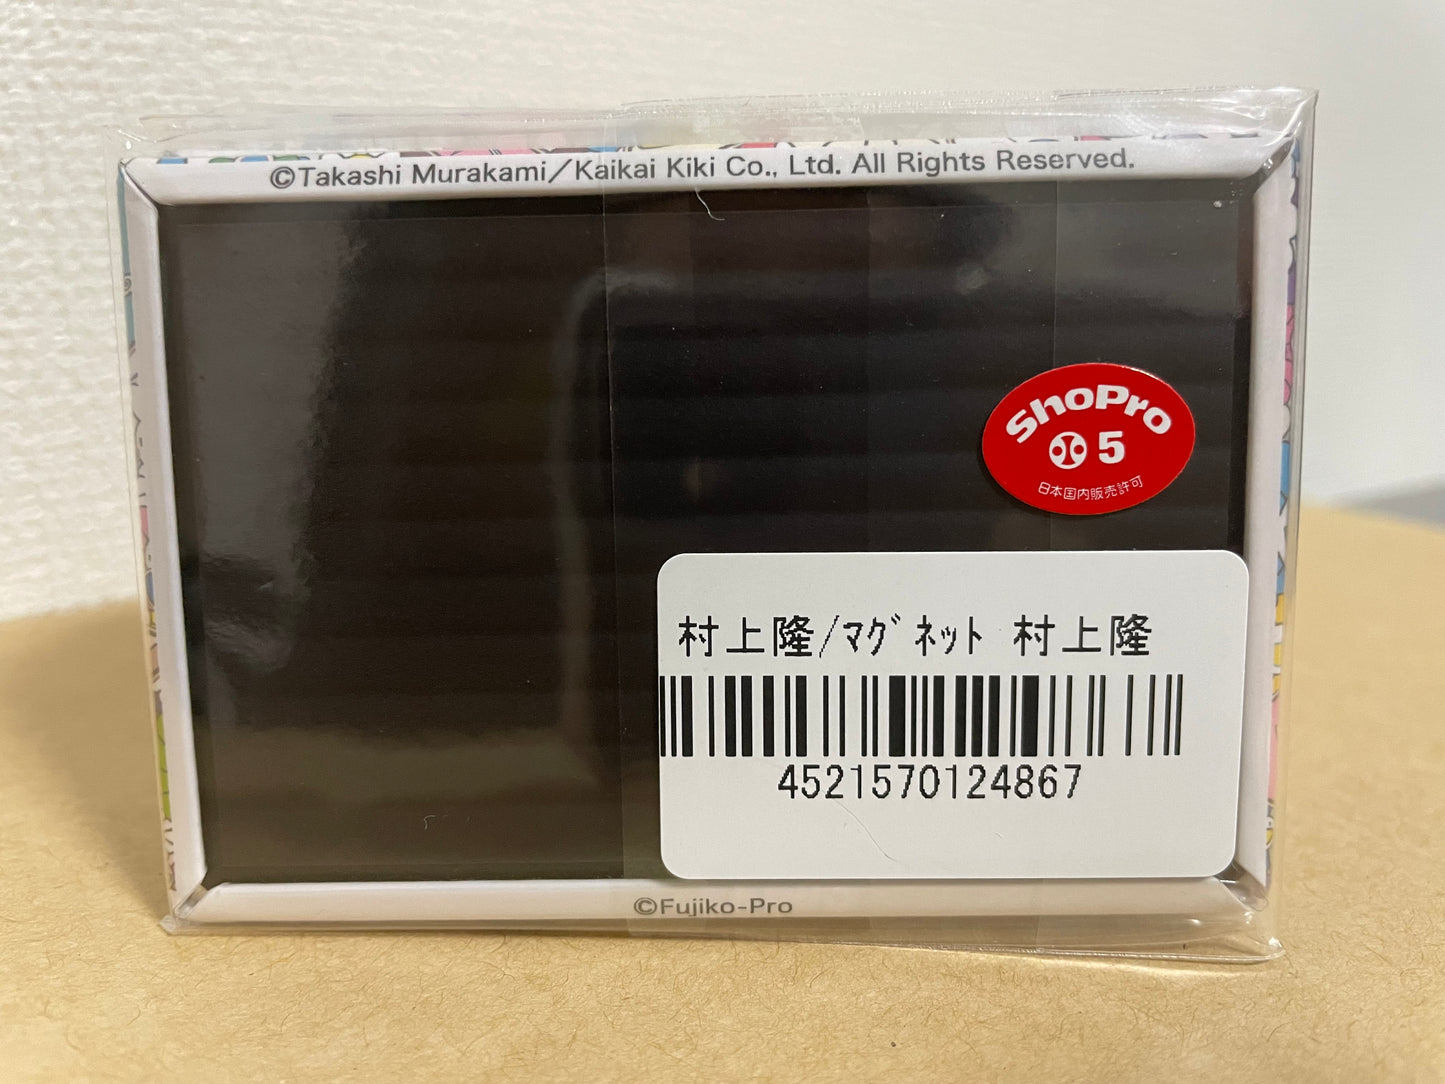 ©Takashi Murakami／Kaikai Kiki Co., Ltd. All Rights Reserved.
ShoPro
5
日本国内販売許可
村上隆/ﾏｸﾞﾈｯﾄ 村上隆
4521570124867
©Fujiko-Pro